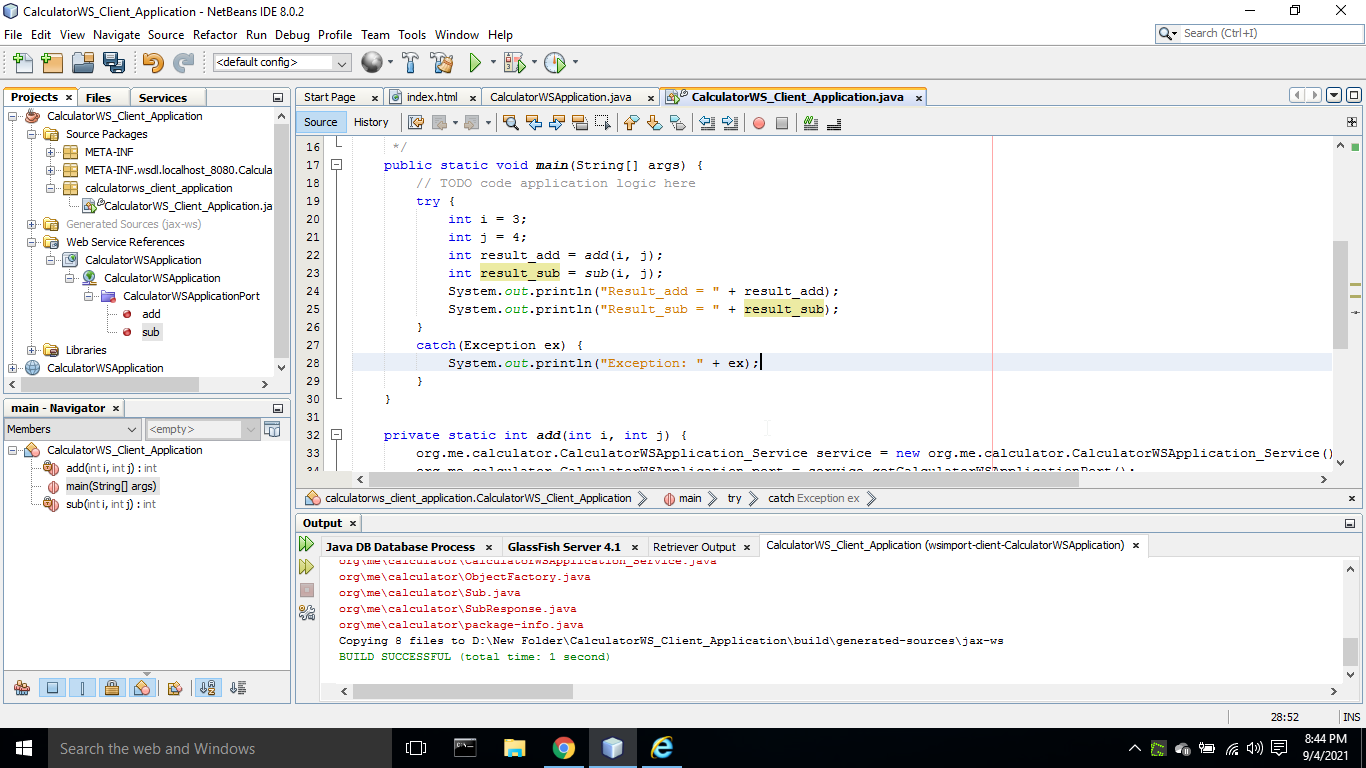 CalculatorWS_Client_Application - NetBeans IDE 8.0.2
File Edit View Navigate Source Refactor Run Debug Profile Team Tools Window Help
Search (Ctrl+I)
<default config>
Projects Files Services
CalculatorWS_Client_Application
Source Packages
META-INF
META-INF.wsdl.localhost_8080.Calcula
calculatorws_client_application
CalculatorWS_Client_Application.ja
Generated Sources (jax-ws)
Web Service References
CalculatorWSApplication
CalculatorWSApplication
CalculatorWSApplicationPort
add
sub
Libraries
CalculatorWSApplication
main - Navigator
Members <empty>
CalculatorWS_Client_Application
add(int i, int j) : int
main(String[] args)
sub(int i, int j) : int
Start Page index.html CalculatorWSApplication.java CalculatorWS_Client_Application.java
Source History
16 */
17 public static void main(String[] args) {
18 // TODO code application logic here
19 try {
20 int i = 3;
21 int j = 4;
22 int result_add = add(i, j);
23 int result_sub = sub(i, j);
24 System.out.println("Result_add = " + result_add);
25 System.out.println("Result_sub = " + result_sub);
26 }
27 catch(Exception ex) {
28 System.out.println("Exception: " + ex);
29 }
30 }
31
32 private static int add(int i, int j) {
33 org.me.calculator.CalculatorWSApplication_Service service = new org.me.calculator.CalculatorWSApplication_Service()
34 org.me.calculator.CalculatorWSApplication port = service.getCalculatorWSApplicationPort();
calculatorws_client_application.CalculatorWS_Client_Application main try catch Exception ex
Output
Java DB Database Process GlassFish Server 4.1 Retriever Output CalculatorWS_Client_Application (wsimport-client-CalculatorWSApplication)
org\me\calculator\CalculatorWSApplication_Service.java
org\me\calculator\ObjectFactory.java
org\me\calculator\Sub.java
org\me\calculator\SubResponse.java
org\me\calculator\package-info.java
Copying 8 files to D:\New Folder\CalculatorWS_Client_Application\build\generated-sources\jax-ws
BUILD SUCCESSFUL (total time: 1 second)
28:52 INS
Search the web and Windows
8:44 PM
9/4/2021